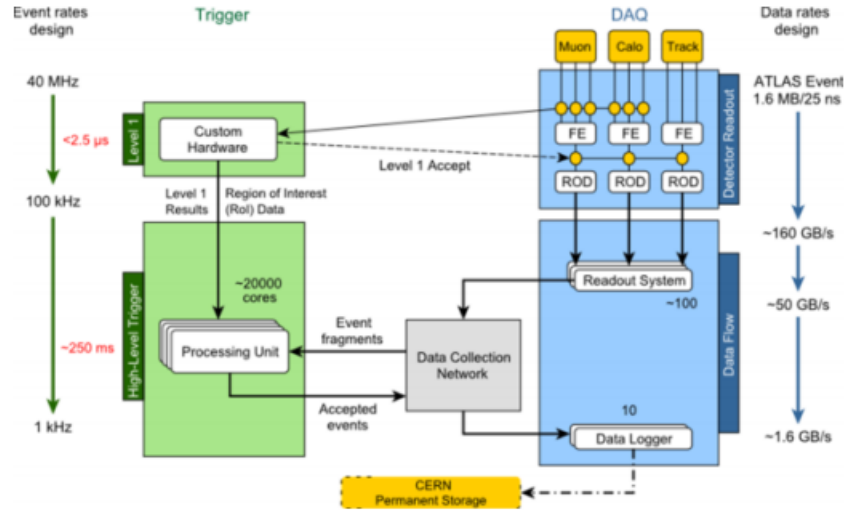 Event rates
design
Trigger
DAQ
Data rates
design
Muon
Calo
Track
40 MHz
ATLAS Event
1.6 MB/25 ns
<2.5 μs
Level 1
Custom
Hardware
FE
FE
FE
Detector Readout
Level 1 Accept
ROD
ROD
ROD
100 kHz
Level 1
Results
Region of Interest
(RoI) Data
~160 GB/s
~20000
cores
Readout System
~100
~50 GB/s
High-Level Trigger
~250 ms
Processing Unit
Event
fragments
Data Collection
Network
Data Flow
Accepted
events
10
Data Logger
1 kHz
~1.6 GB/s
CERN
Permanent Storage